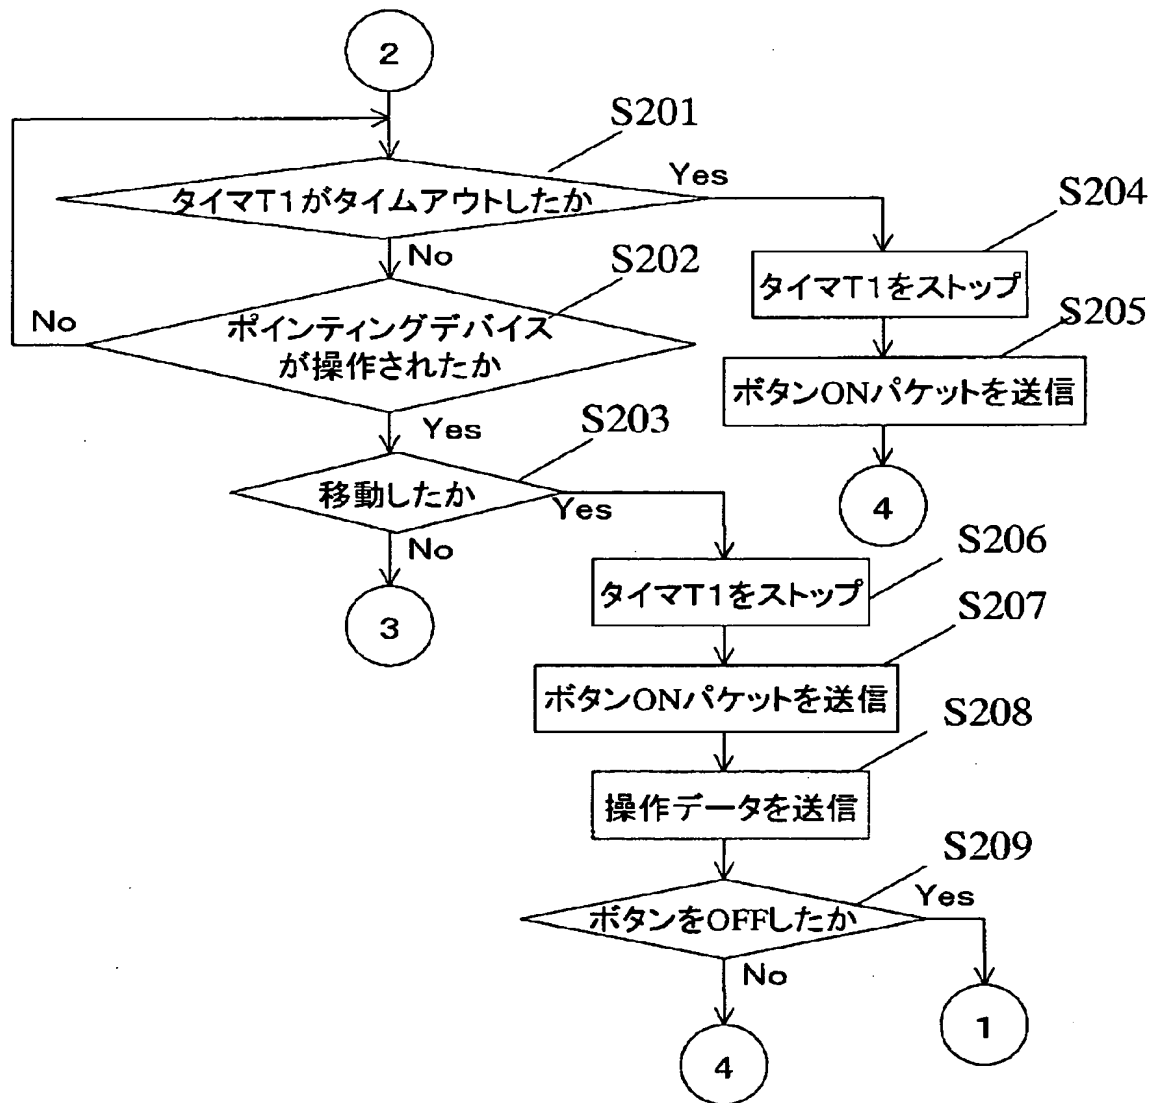 2
S201
タイマT1がタイムアウトしたか
Yes
No
S204
タイマT1をストップ
S202
ポインティングデバイス
が操作されたか
No
Yes
S205
ボタンONパケットを送信
4
S203
移動したか
Yes
No
3
S206
タイマT1をストップ
S207
ボタンONパケットを送信
S208
操作データを送信
S209
ボタンをOFFしたか
Yes
No
1
4